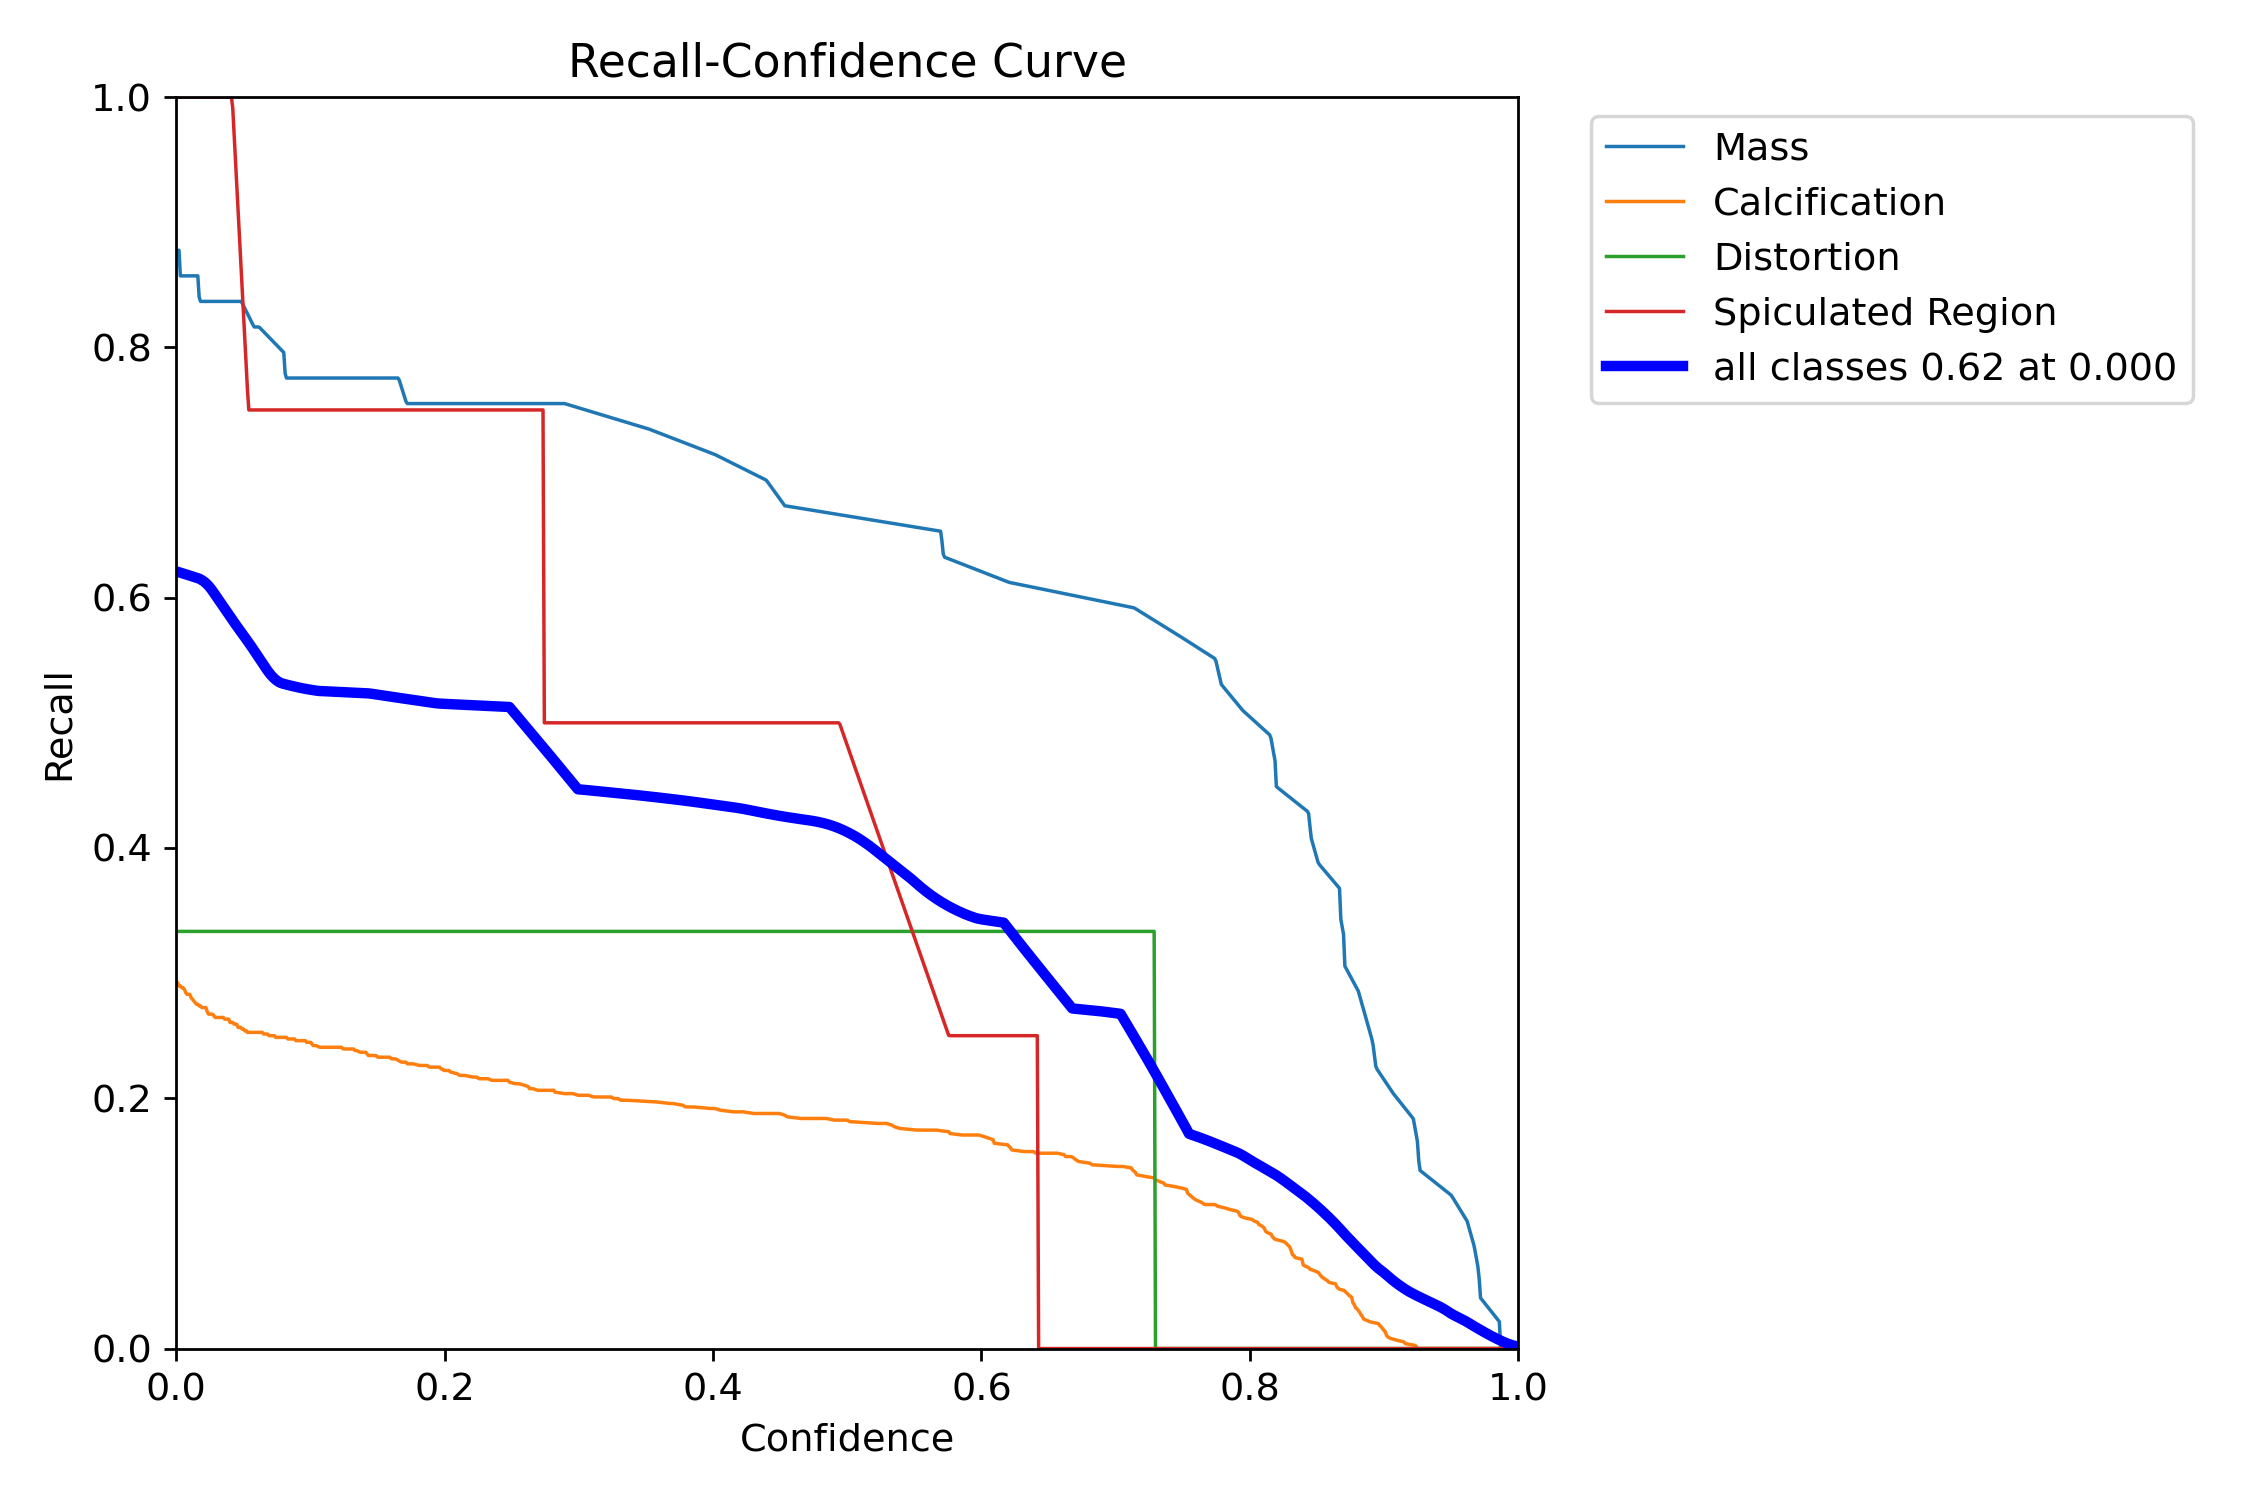 Recall-Confidence Curve
1.0
0.8
0.6
0.4
0.2
0.0
Recall
0.0 0.2 0.4 0.6 0.8 1.0
Confidence
Mass
Calcification
Distortion
Spiculated Region
all classes 0.62 at 0.000